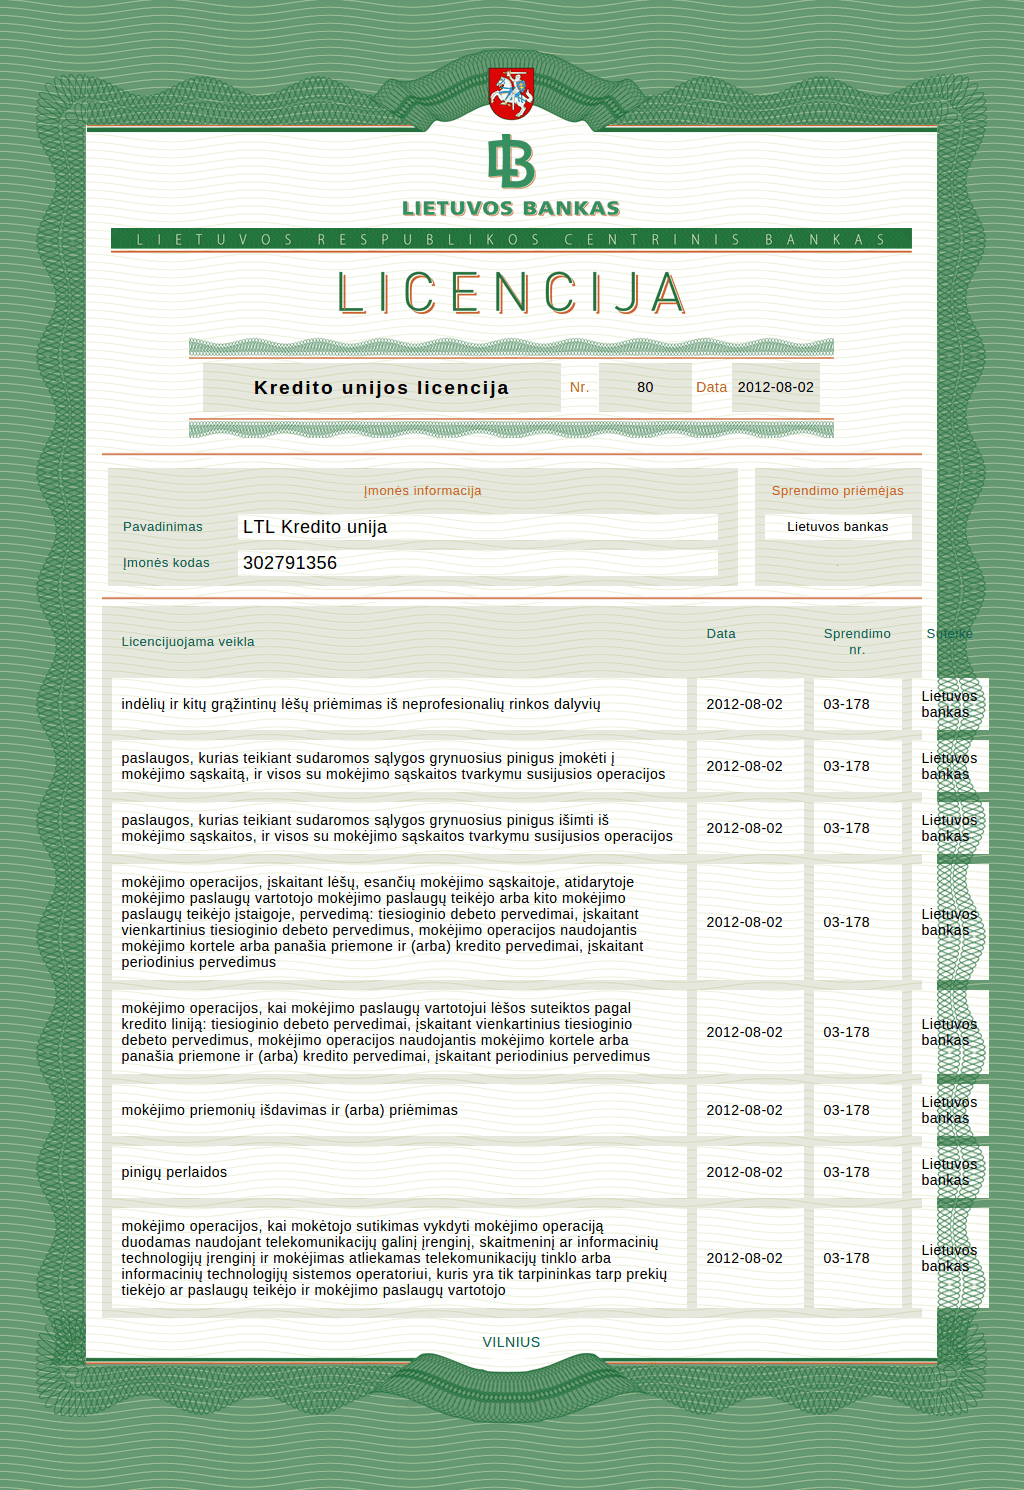 LIETUVOS BANKAS
LIETUVOS RESPUBLIKOS CENTRINIS BANKAS
LICENCIJA
Kredito unijos licencija Nr. 80 Data 2012-08-02
Įmonės informacija
Sprendimo priėmėjas
Pavadinimas LTL Kredito unija
Lietuvos bankas
Įmonės kodas 302791356
Licencijuojama veikla Data Sprendimo nr. Suteikė
indėlių ir kitų grąžintinų lėšų priėmimas iš neprofesionalių rinkos dalyvių 2012-08-02 03-178 Lietuvos bankas
paslaugos, kurias teikiant sudaromos sąlygos grynuosius pinigus įmokėti į
mokėjimo sąskaitą, ir visos su mokėjimo sąskaitos tvarkymu susijusios operacijos 2012-08-02 03-178 Lietuvos bankas
paslaugos, kurias teikiant sudaromos sąlygos grynuosius pinigus išimti iš
mokėjimo sąskaitos, ir visos su mokėjimo sąskaitos tvarkymu susijusios operacijos 2012-08-02 03-178 Lietuvos bankas
mokėjimo operacijos, įskaitant lėšų, esančių mokėjimo sąskaitoje, atidarytoje
mokėjimo paslaugų vartotojo mokėjimo paslaugų teikėjo arba kito mokėjimo
paslaugų teikėjo įstaigoje, pervedimą: tiesioginio debeto pervedimai, įskaitant
vienkartinius tiesioginio debeto pervedimus, mokėjimo operacijos naudojantis
mokėjimo kortele arba panašia priemone ir (arba) kredito pervedimai, įskaitant
periodinius pervedimus 2012-08-02 03-178 Lietuvos bankas
mokėjimo operacijos, kai mokėjimo paslaugų vartotojui lėšos suteiktos pagal
kredito liniją: tiesioginio debeto pervedimai, įskaitant vienkartinius tiesioginio
debeto pervedimus, mokėjimo operacijos naudojantis mokėjimo kortele arba
panašia priemone ir (arba) kredito pervedimai, įskaitant periodinius pervedimus 2012-08-02 03-178 Lietuvos bankas
mokėjimo priemonių išdavimas ir (arba) priėmimas 2012-08-02 03-178 Lietuvos bankas
pinigų perlaidos 2012-08-02 03-178 Lietuvos bankas
mokėjimo operacijos, kai mokėtojo sutikimas vykdyti mokėjimo operaciją
duodamas naudojant telekomunikacijų galinį įrenginį, skaitmeninį ar informacinių
technologijų įrenginį ir mokėjimas atliekamas telekomunikacijų tinklo arba
informacinių technologijų sistemos operatoriui, kuris yra tik tarpininkas tarp prekių
tiekėjo ar paslaugų teikėjo ir mokėjimo paslaugų vartotojo 2012-08-02 03-178 Lietuvos bankas
VILNIUS